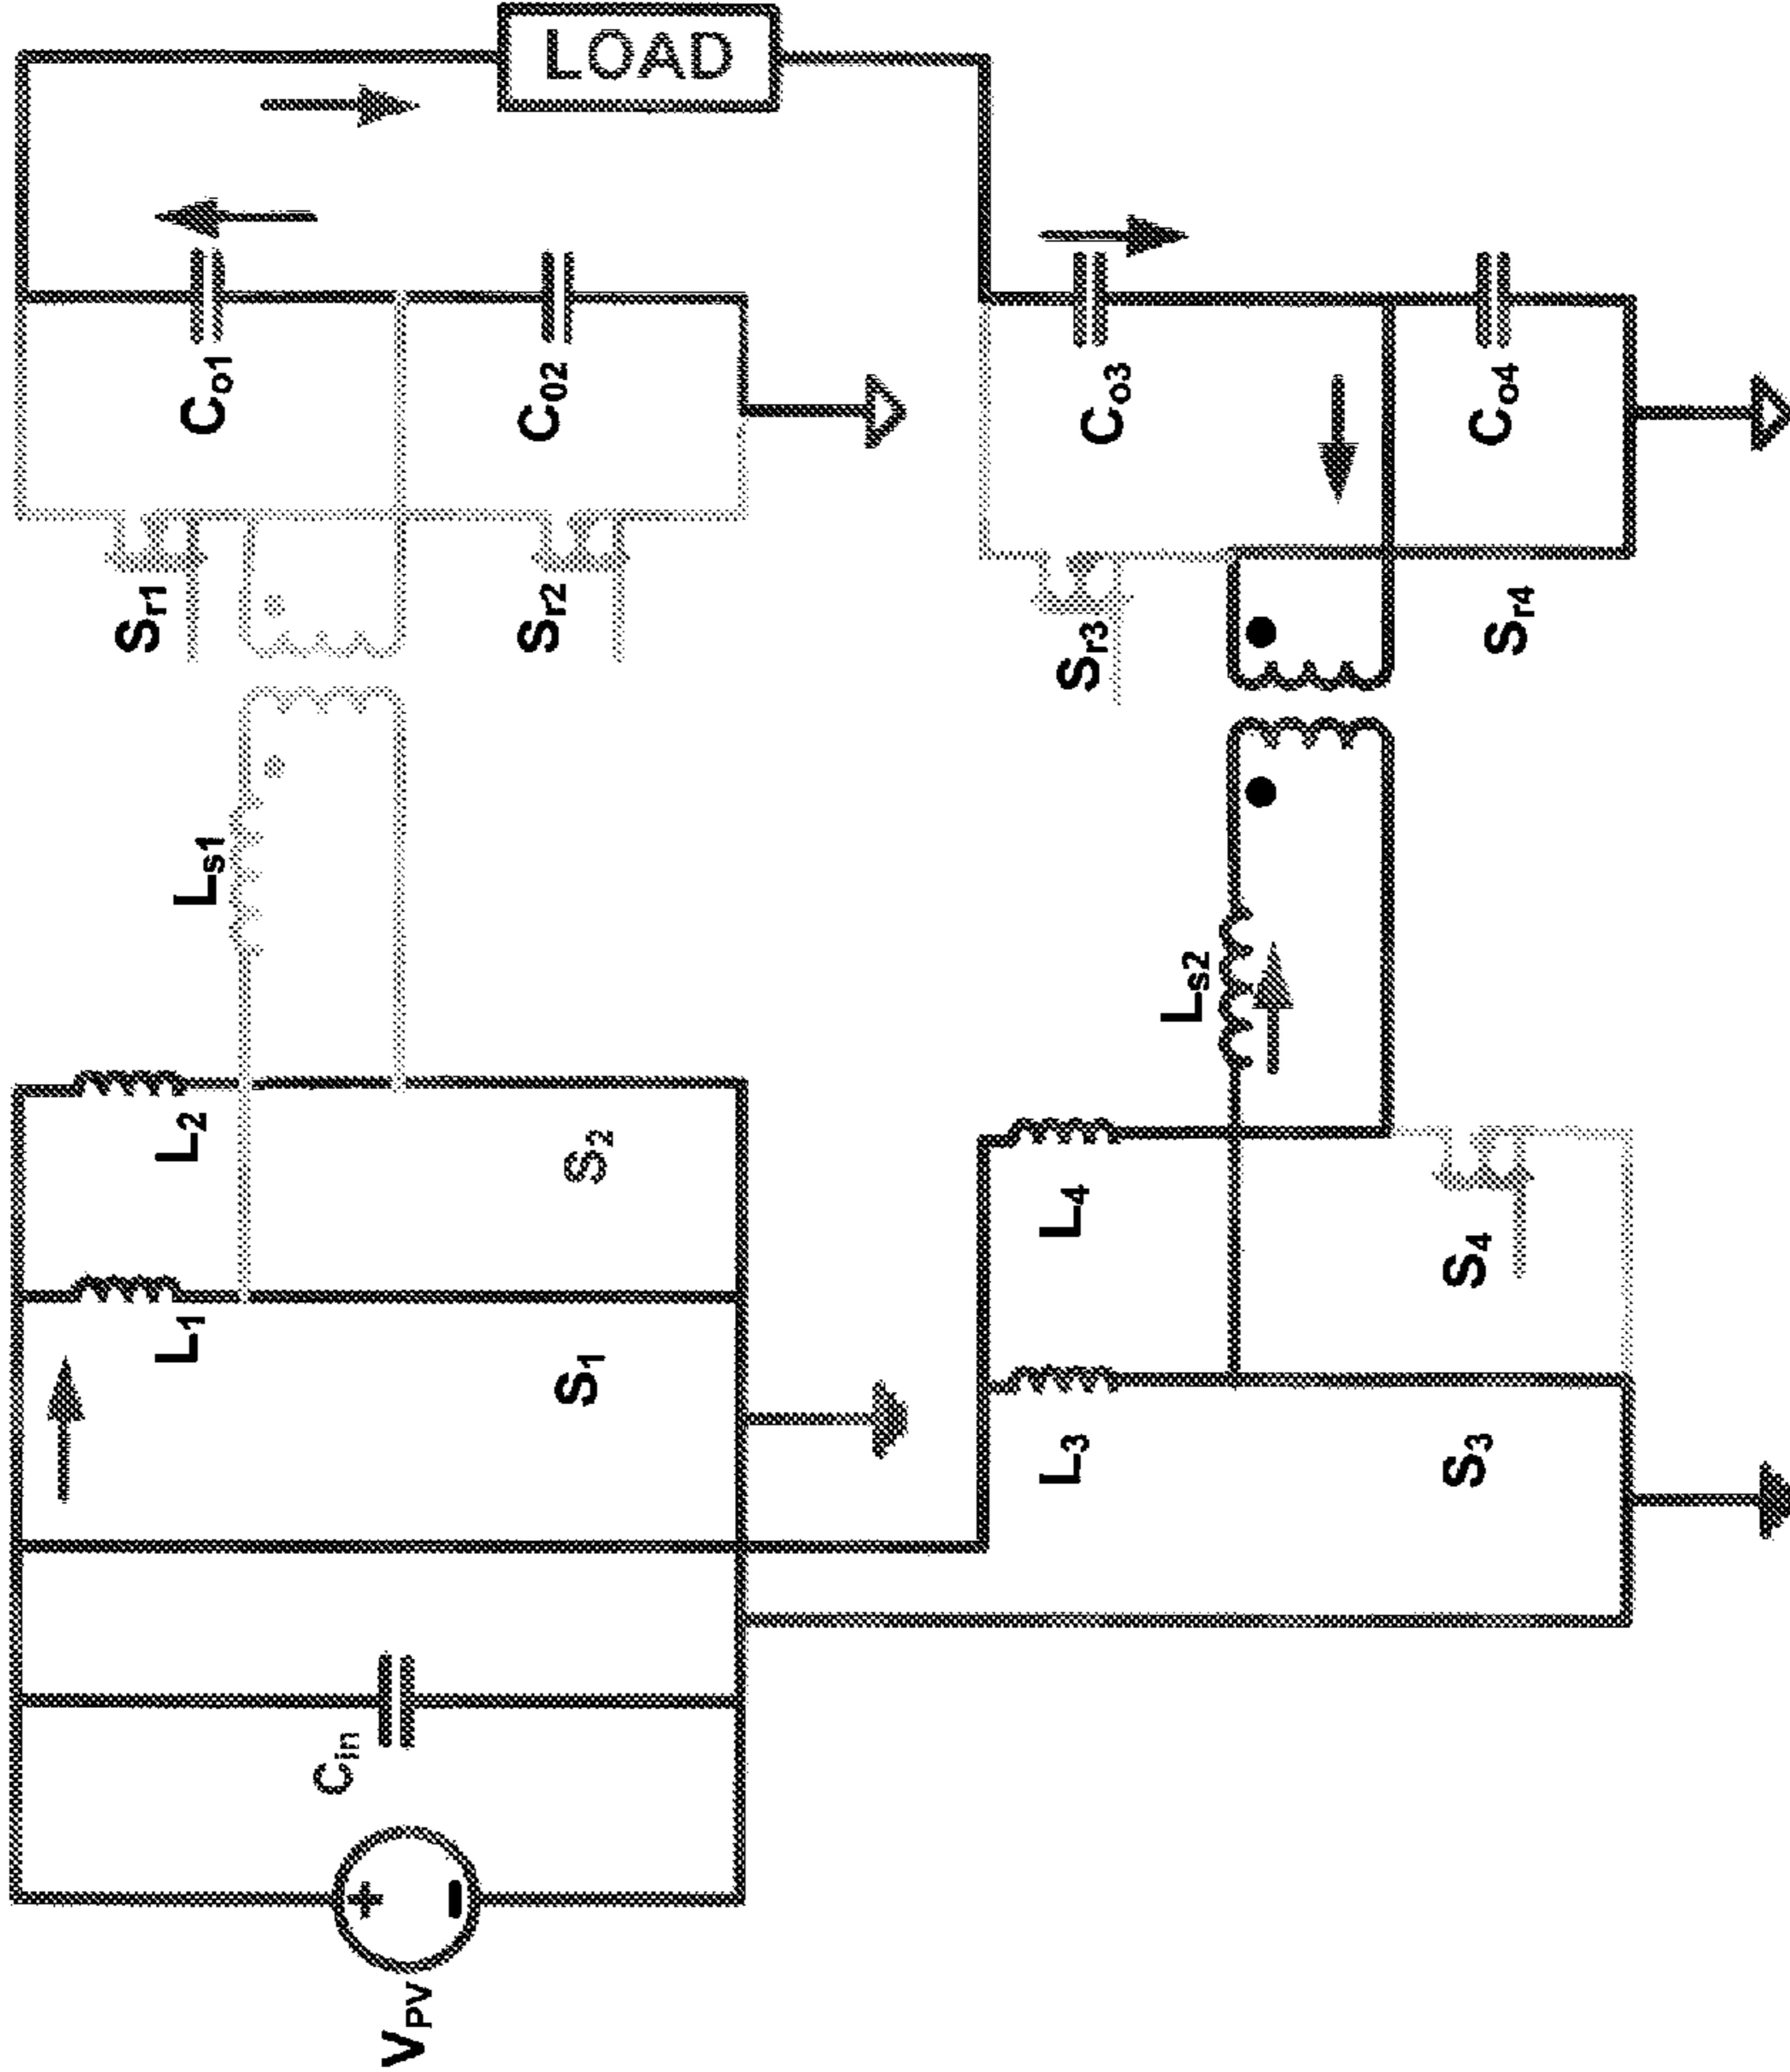 LOAD
Co1
C02
Sr1
Sr2
Ls1
L2
S2
L1
S1
Cin
+
-
VPV
Co3
Co4
Sr3
Sr4
Ls2
L4
S4
L3
S3